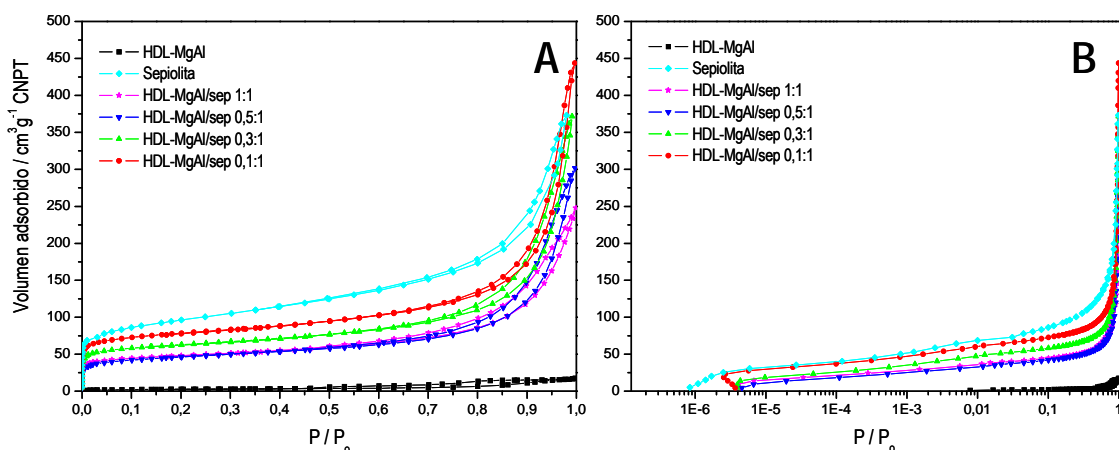 A
Volumen adsorbido / cm³g⁻¹ CNPT
500
450
400
350
300
250
200
150
100
50
0
HDL-MgAl
Sepiolita
HDL-MgAl/sep 1:1
HDL-MgAl/sep 0,5:1
HDL-MgAl/sep 0,3:1
HDL-MgAl/sep 0,1:1
0,0 0,1 0,2 0,3 0,4 0,5 0,6 0,7 0,8 0,9 1,0
P / P₀
B
500
450
400
350
300
250
200
150
100
50
0
HDL-MgAl
Sepiolita
HDL-MgAl/sep 1:1
HDL-MgAl/sep 0,5:1
HDL-MgAl/sep 0,3:1
HDL-MgAl/sep 0,1:1
1E-6 1E-5 1E-4 1E-3 0,01 0,1 1
P / P₀